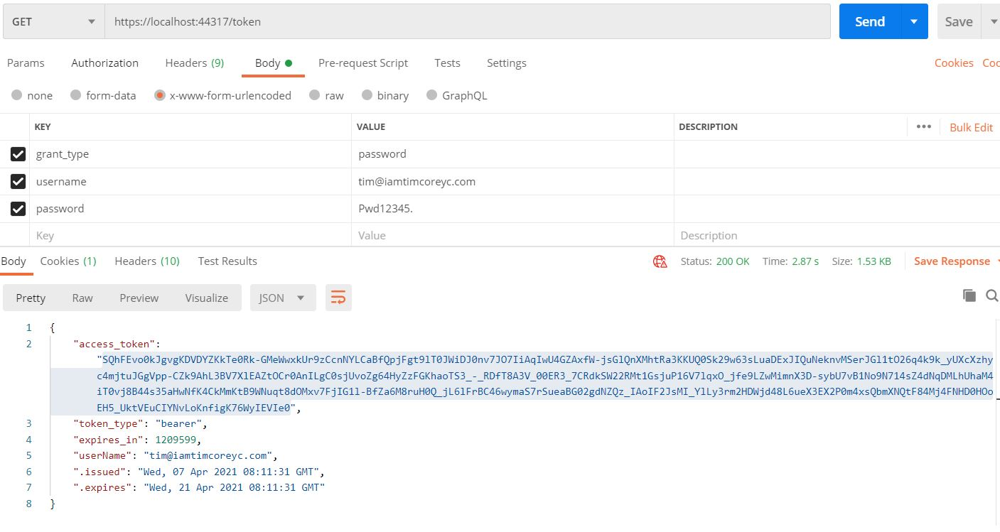 GET https://localhost:44317/token Send Save
Params Authorization Headers (9) Body Pre-request Script Tests Settings Cookies Coc
none form-data x-www-form-urlencoded raw binary GraphQL
KEY VALUE DESCRIPTION ••• Bulk Edit
grant_type password
username tim@iamtimcoreyc.com
password Pwd12345.
Key Value Description
Body Cookies (1) Headers (10) Test Results Status: 200 OK Time: 2.87 s Size: 1.53 KB Save Response
Pretty Raw Preview Visualize JSON
1 {
2 "access_token":
"SQhFEvo0kJgvgKDVDYZKkTe0Rk-GMeWwxkUr9zCcnNYLCaBfQpjFgt9lT0JWiDJ0nv7JO7IiAqIwU4GZAxfW-jsGlQnXMhtRa3KKUQ0Sk29w63sLuaDExJIQuNeknvMSerJGl1tO26q4k9k_yUXcXzhy
c4mjtuJGgVpp-CZk9AhL3BV7XlEAZtOCr0AnILgC0sjUvoZg64HyZzFGKhaoTS3_-_RDfT8A3V_00ER3_7CRdkSW22RMt1GsjuP16V7lqxO_jfe9LZwMimnX3D-sybU7vB1No9N714sZ4dNqDMLhUhaM4
iT0vj8B44s35aHwNfK4CkMmKtB9WNuqt8dOMxv7FjIG1l-BfZa6M8ruH0Q_jL6lFrBC46wymaS7rSueaBG02gdNZQz_IAoIF2JsMI_YlLy3rm2HDWjd48L6ueX3EX2P0m4xsQbmXNQtF84Mj4FNHD0HOo
EH5_UktVEuCIYNvLoKnfigK76WyIEVIe0",
3 "token_type": "bearer",
4 "expires_in": 1209599,
5 "userName": "tim@iamtimcoreyc.com",
6 ".issued": "Wed, 07 Apr 2021 08:11:31 GMT",
7 ".expires": "Wed, 21 Apr 2021 08:11:31 GMT"
8 }